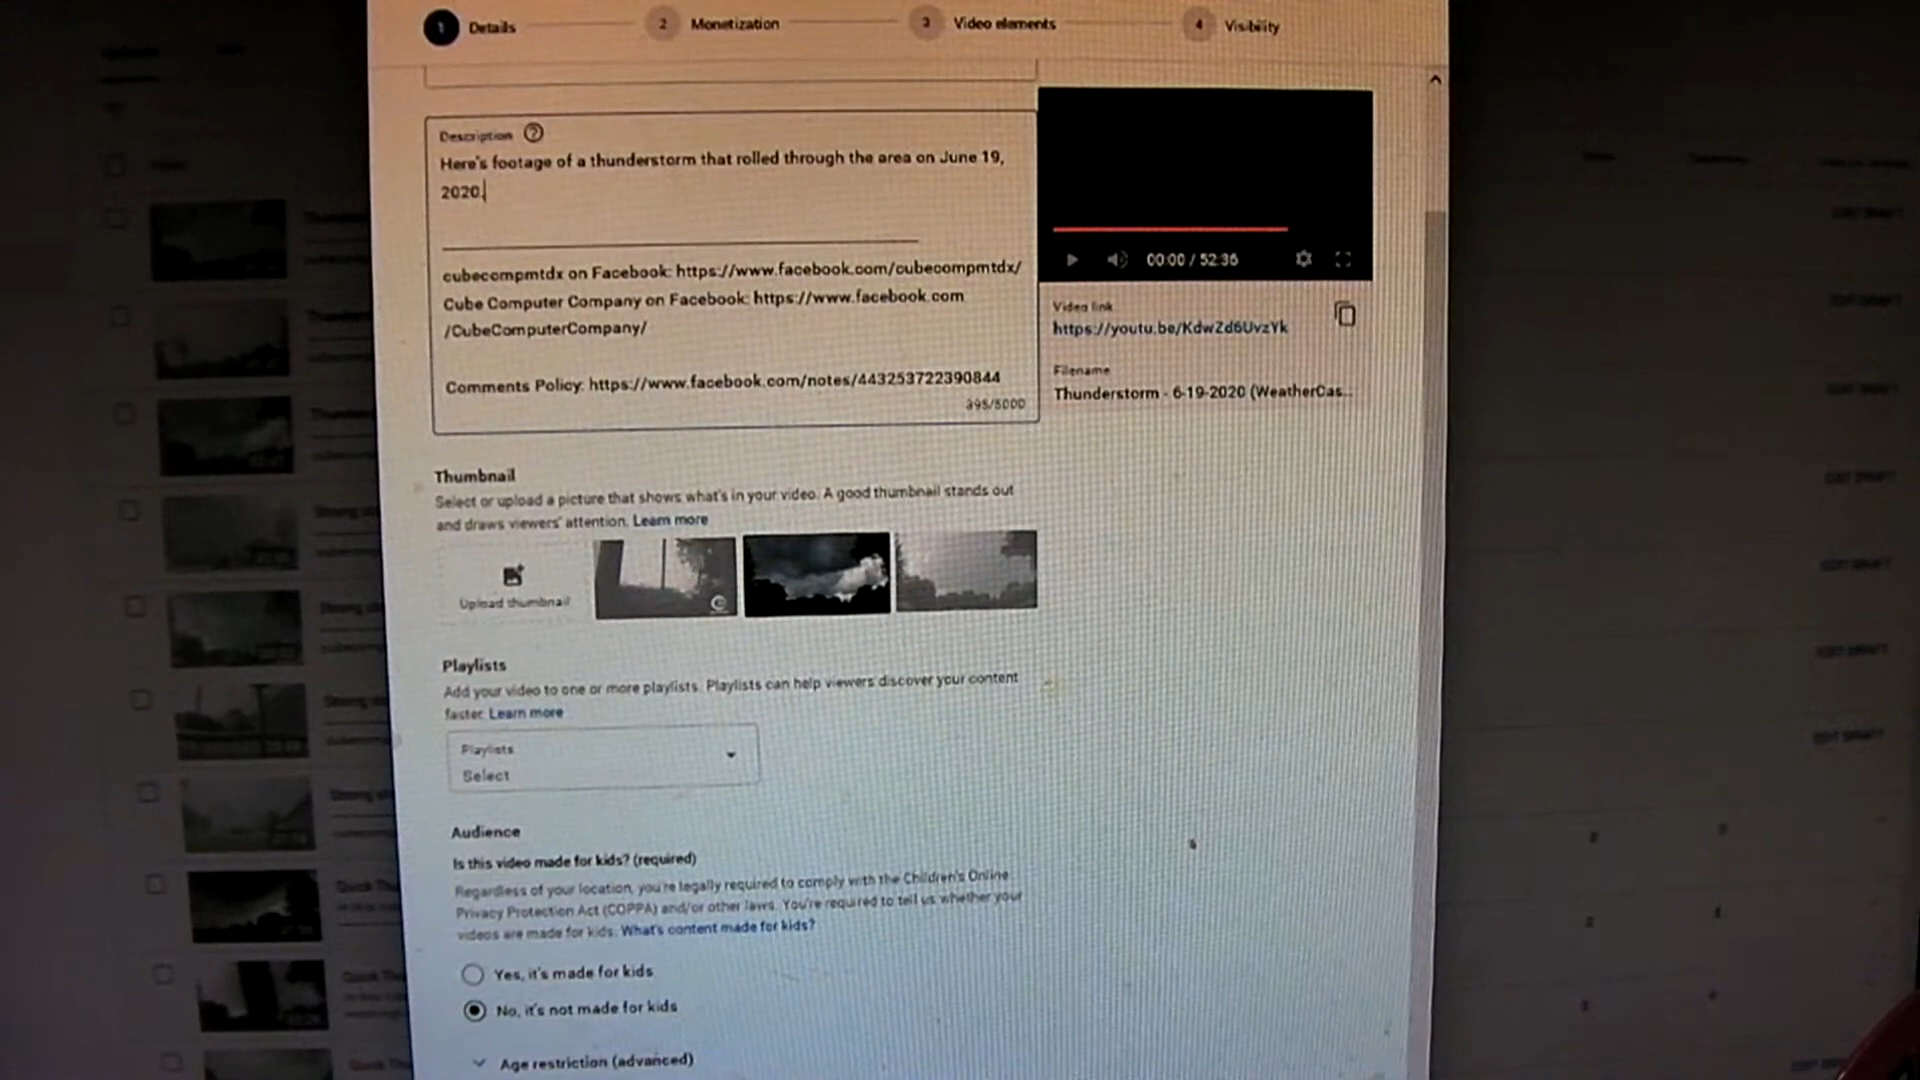 1 Details
2 Monetization
3 Video elements
4 Visibility
Description ?
Here's footage of a thunderstorm that rolled through the area on June 19,
2020.
cubecompmtdx on Facebook: https://www.facebook.com/cubecompmtdx/
Cube Computer Company on Facebook: https://www.facebook.com
/CubeComputerCompany/
Comments Policy: https://www.facebook.com/notes/443253722390844
395/5000
00:00 / 52:36
Video link
https://youtu.be/KdwZd6UvzYk
Filename
Thunderstorm - 6-19-2020 (WeatherCas...
Thumbnail
Select or upload a picture that shows what's in your video. A good thumbnail stands out
and draws viewers' attention. Learn more
Upload thumbnail
Playlists
Add your video to one or more playlists. Playlists can help viewers discover your content
faster. Learn more
Playlists
Select
Audience
Is this video made for kids? (required)
Regardless of your location, you're legally required to comply with the Children's Online
Privacy Protection Act (COPPA) and/or other laws. You're required to tell us whether your
videos are made for kids. What's content made for kids?
Yes, it's made for kids
No, it's not made for kids
Age restriction (advanced)